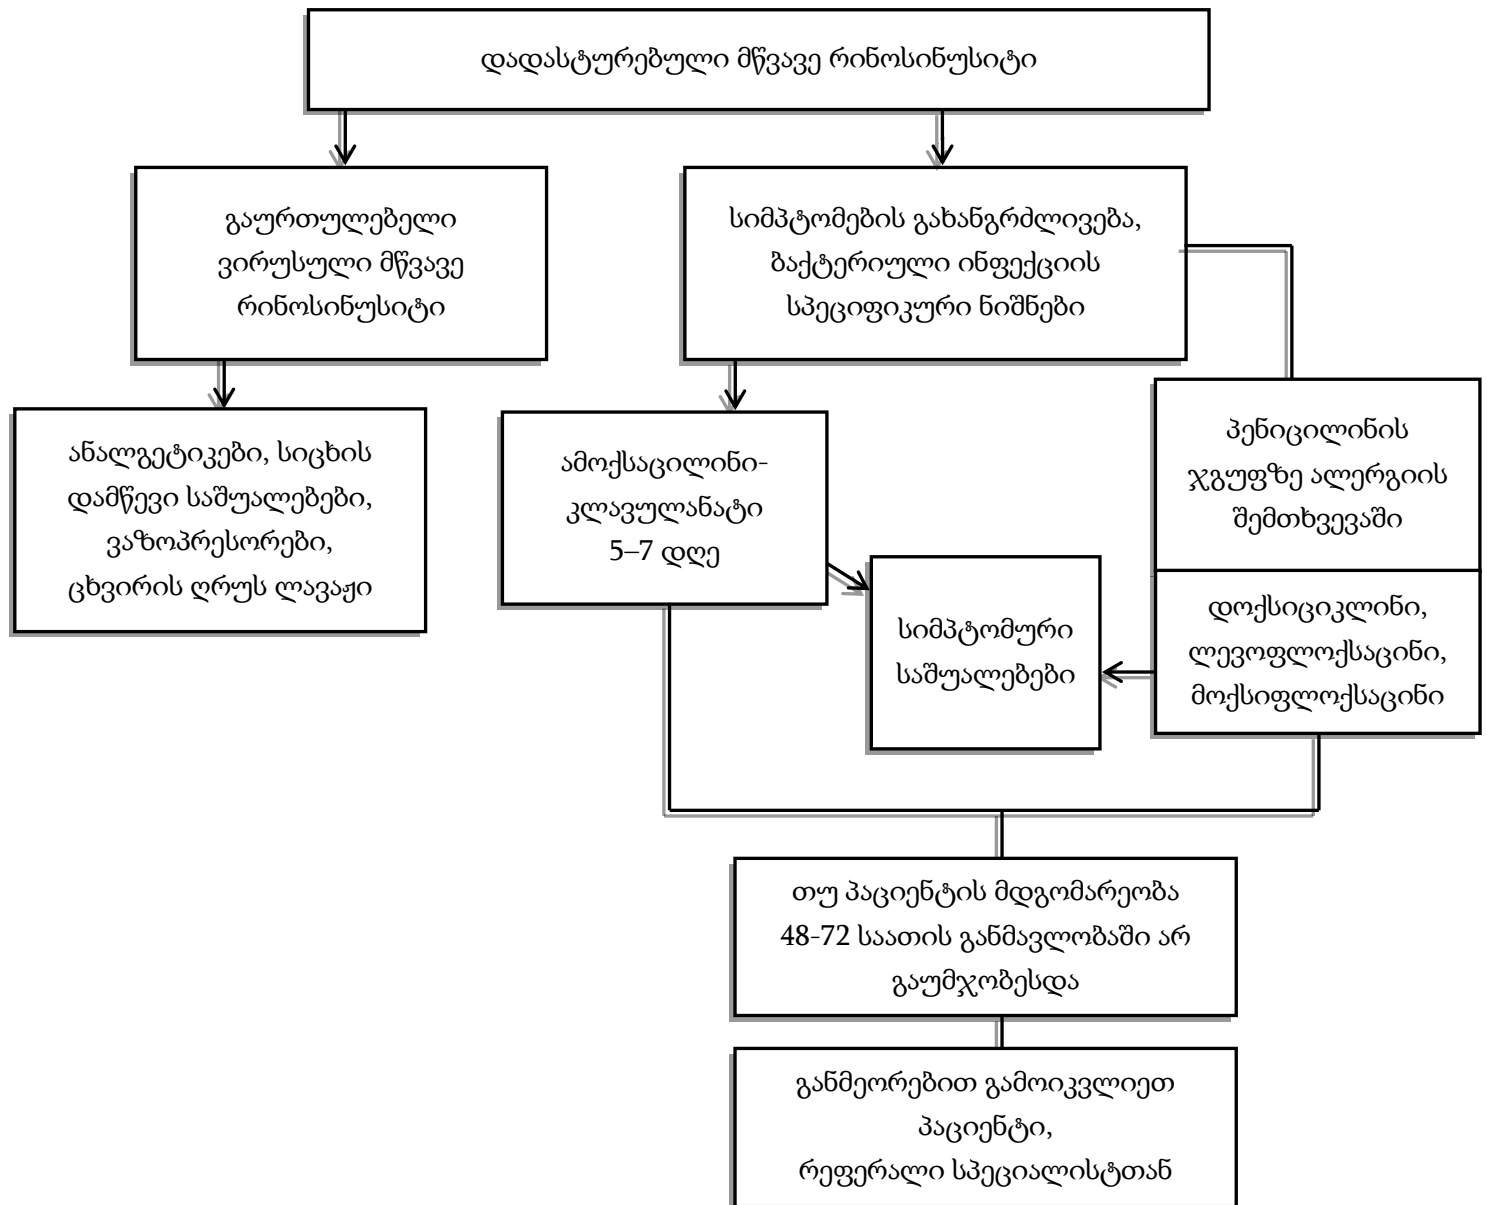 დადასტურებული მწვავე რინოსინუსიტი
გაურთულებელი
ვირუსული მწვავე
რინოსინუსიტი
სიმპტომების გახანგრძლივება,
ბაქტერიული ინფექციის
სპეციფიკური ნიშნები
ანალგეტიკები, სიცხის
დამწევი საშუალებები,
ვაზოპრესორები,
ცხვირის ღრუს ლავაჟი
ამოქსაცილინი-
კლავულანატი
5–7 დღე
პენიცილინის
ჯგუფზე ალერგიის
შემთხვევაში
დოქსიციკლინი,
ლევოფლოქსაცინი,
მოქსიფლოქსაცინი
სიმპტომური
საშუალებები
თუ პაციენტის მდგომარეობა
48-72 საათის განმავლობაში არ
გაუმჯობესდა
განმეორებით გამოიკვლიეთ
პაციენტი,
რეფერალი სპეციალისტთან